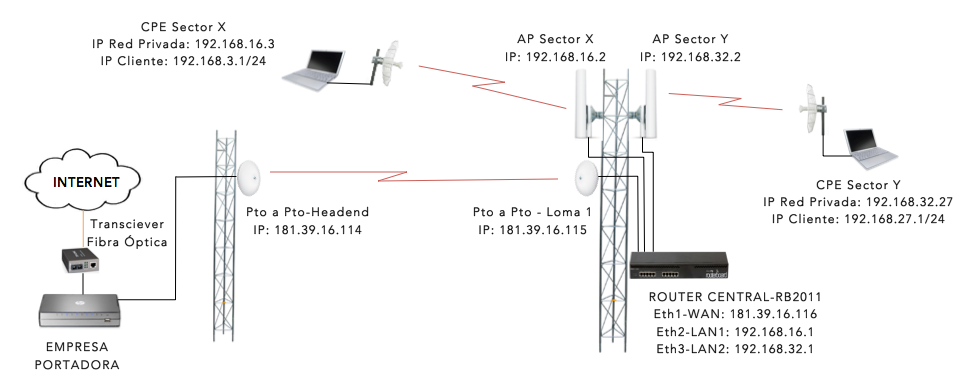 CPE Sector X
IP Red Privada: 192.168.16.3
IP Cliente: 192.168.3.1/24
AP Sector X
IP: 192.168.16.2
AP Sector Y
IP: 192.168.32.2
INTERNET
Transciever
Fibra Óptica
EMPRESA
PORTADORA
Pto a Pto-Headend
IP: 181.39.16.114
Pto a Pto - Loma 1
IP: 181.39.16.115
CPE Sector Y
IP Red Privada: 192.168.32.27
IP Cliente: 192.168.27.1/24
ROUTER CENTRAL-RB2011
Eth1-WAN: 181.39.16.116
Eth2-LAN1: 192.168.16.1
Eth3-LAN2: 192.168.32.1